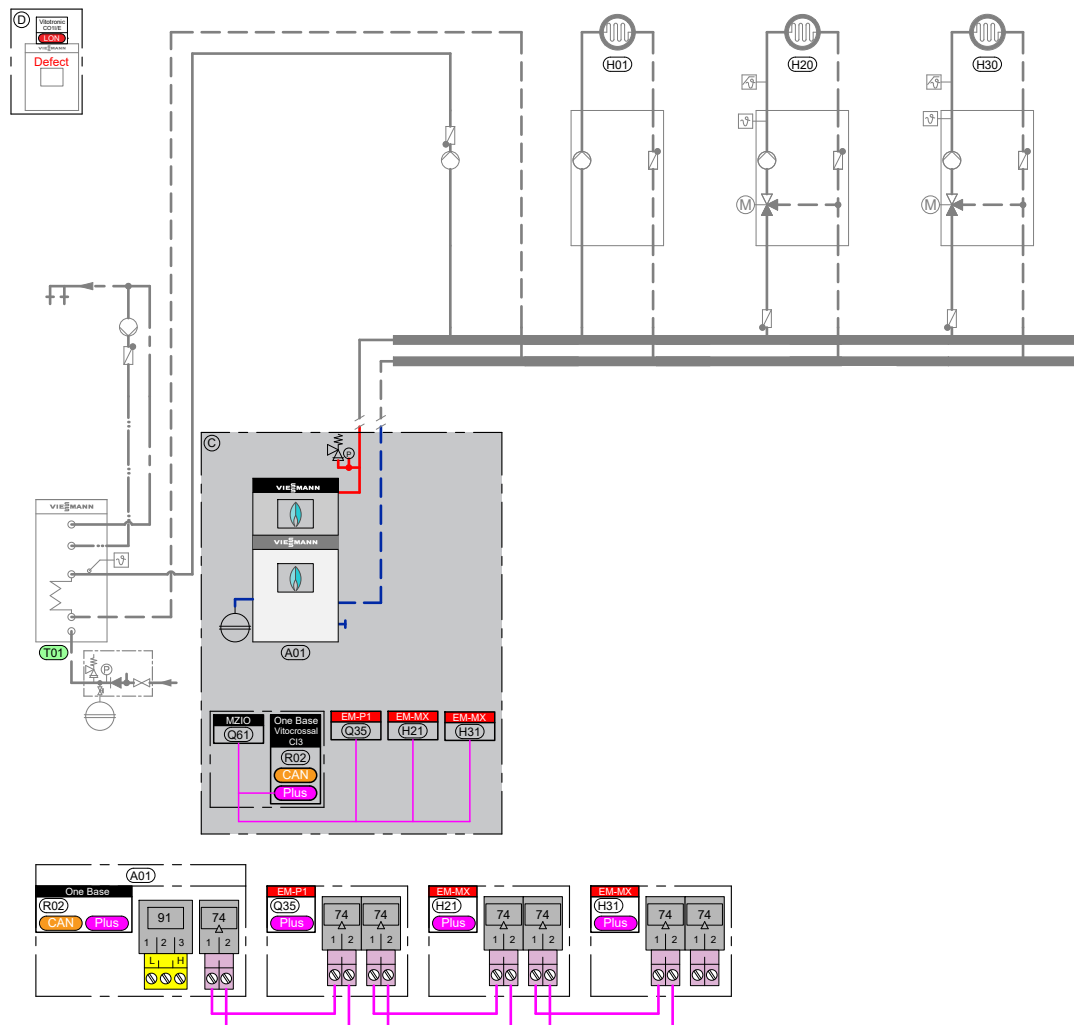 D
Vitotronic
CO1I/E
LON
VIESMANN
Defect
H01
H20
H30
ϑ
ϑ
ϑ
ϑ
M
M
C
P
VIESMANN
VIESMANN
VIESMANN
ϑ
T01
P
A01
MZIO
Q61
One Base
Vitocrossal
CI3
R02
CAN
Plus
EM-P1
Q35
EM-MX
H21
EM-MX
H31
A01
One Base
R02
CAN Plus
91
1 2 3
L H
74
1 2
EM-P1
Q35
Plus
74 74
1 2 1 2
EM-MX
H21
Plus
74 74
1 2 1 2
EM-MX
H31
Plus
74 74
1 2 1 2